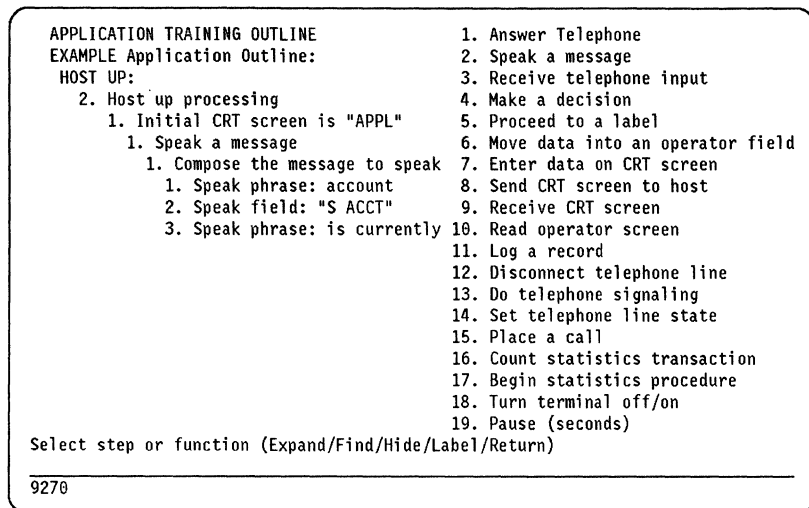 APPLICATION TRAINING OUTLINE
EXAMPLE Application Outline:
HOST UP:
2. Host up processing
1. Initial CRT screen is "APPL"
1. Speak a message
1. Compose the message to speak
1. Speak phrase: account
2. Speak field: "S ACCT"
3. Speak phrase: is currently
1. Answer Telephone
2. Speak a message
3. Receive telephone input
4. Make a decision
5. Proceed to a label
6. Move data into an operator field
7. Enter data on CRT screen
8. Send CRT screen to host
9. Receive CRT screen
10. Read operator screen
11. Log a record
12. Disconnect telephone line
13. Do telephone signaling
14. Set telephone line state
15. Place a call
16. Count statistics transaction
17. Begin statistics procedure
18. Turn terminal off/on
19. Pause (seconds)
Select step or function (Expand/Find/Hide/Label/Return)
9270